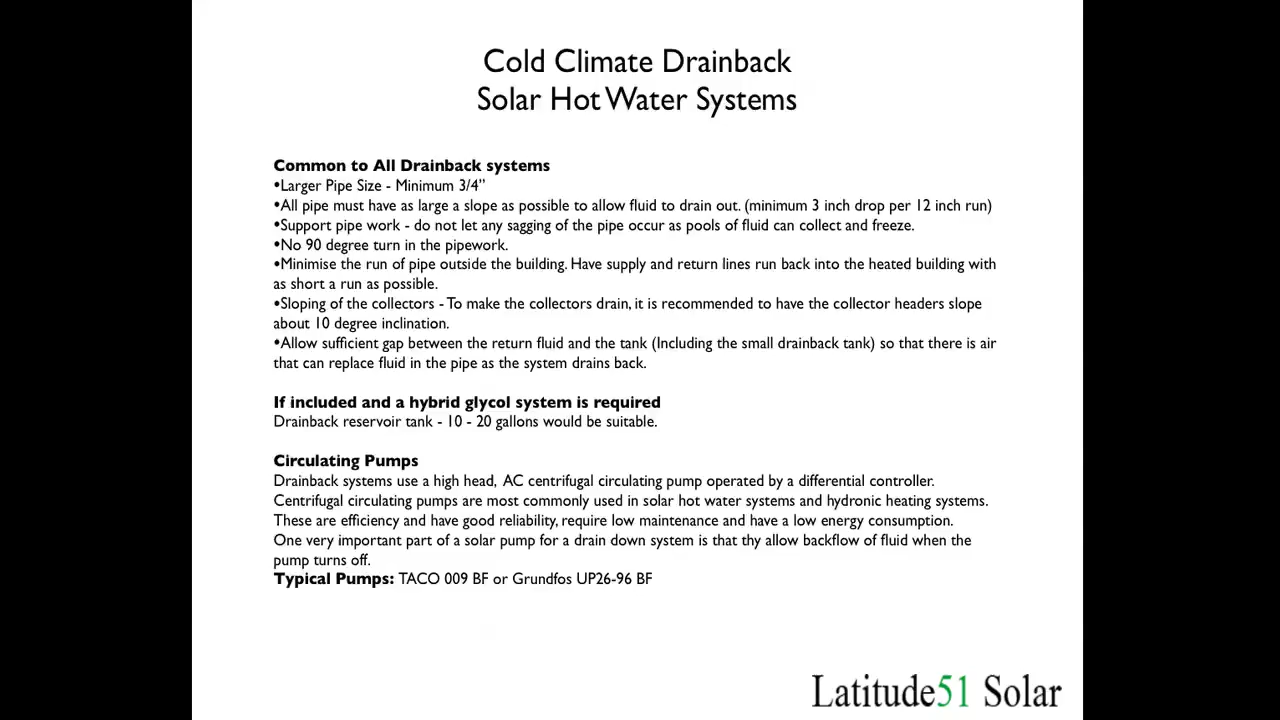 Cold Climate Drainback
Solar Hot Water Systems
Common to All Drainback systems
•Larger Pipe Size - Minimum 3/4”
•All pipe must have as large a slope as possible to allow fluid to drain out. (minimum 3 inch drop per 12 inch run)
•Support pipe work - do not let any sagging of the pipe occur as pools of fluid can collect and freeze.
•No 90 degree turn in the pipework.
•Minimise the run of pipe outside the building. Have supply and return lines run back into the heated building with
as short a run as possible.
•Sloping of the collectors - To make the collectors drain, it is recommended to have the collector headers slope
about 10 degree inclination.
•Allow sufficient gap between the return fluid and the tank (Including the small drainback tank) so that there is air
that can replace fluid in the pipe as the system drains back.
If included and a hybrid glycol system is required
Drainback reservoir tank - 10 - 20 gallons would be suitable.
Circulating Pumps
Drainback systems use a high head, AC centrifugal circulating pump operated by a differential controller.
Centrifugal circulating pumps are most commonly used in solar hot water systems and hydronic heating systems.
These are efficiency and have good reliability, require low maintenance and have a low energy consumption.
One very important part of a solar pump for a drain down system is that thy allow backflow of fluid when the
pump turns off.
Typical Pumps: TACO 009 BF or Grundfos UP26-96 BF
Latitude51 Solar